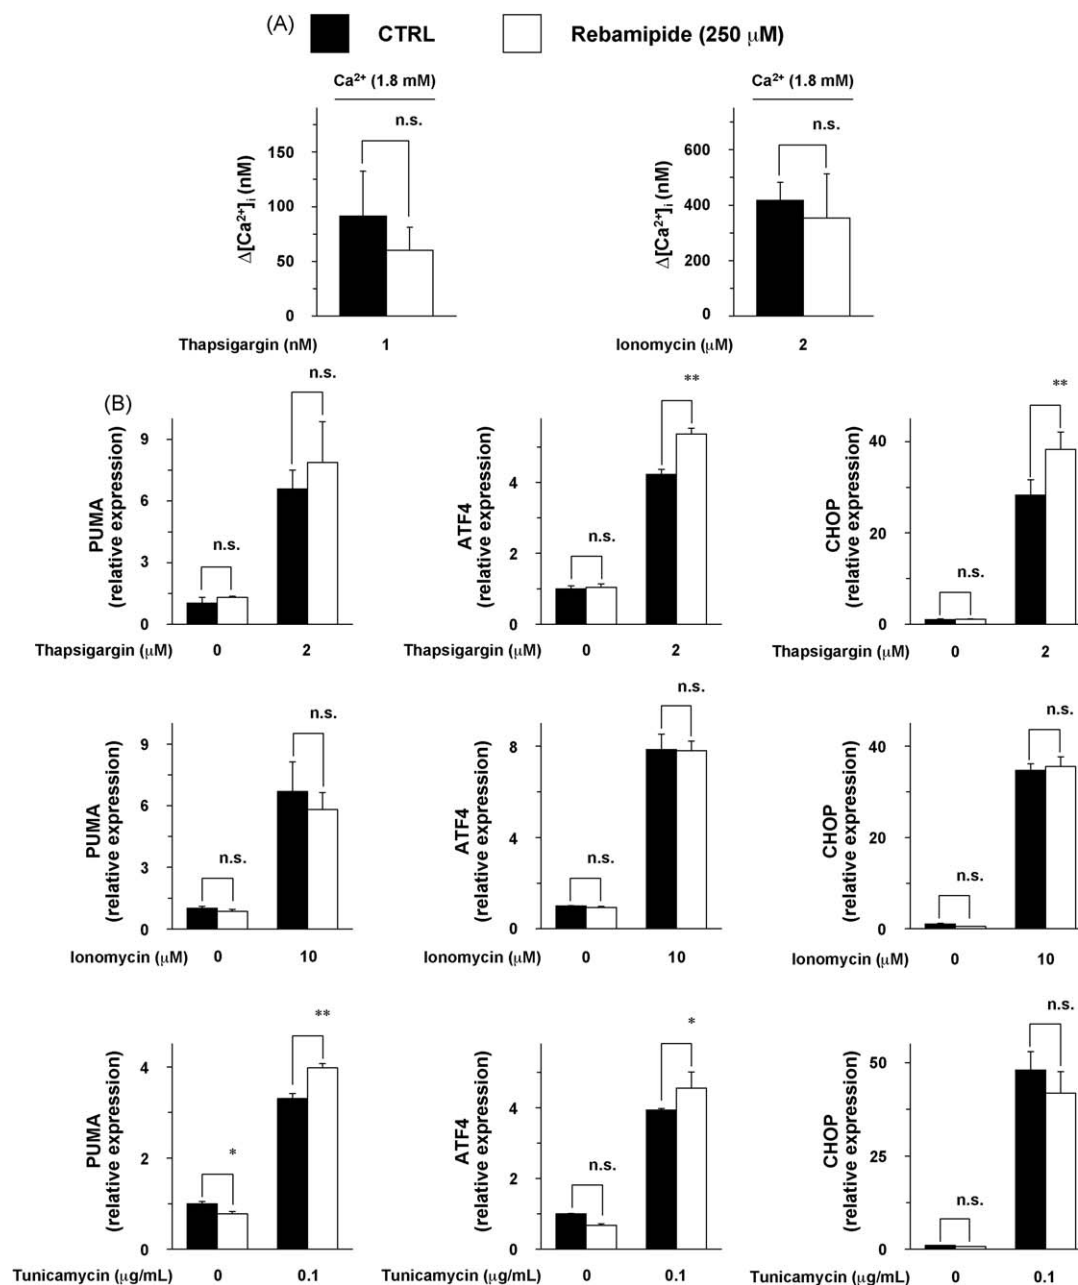 (A) CTRL Rebamipide (250 μM)
Ca²⁺ (1.8 mM) Ca²⁺ (1.8 mM)
n.s. n.s.
Δ[Ca²⁺]ᵢ (nM)
150
100
50
0
Δ[Ca²⁺]ᵢ (nM)
600
400
200
0
Thapsigargin (nM) 1
Ionomycin (μM) 2
(B)
PUMA
(relative expression)
9
6
3
0
n.s.
n.s.
Thapsigargin (μM) 0 2
ATF4
(relative expression)
4
2
0
n.s.
**
Thapsigargin (μM) 0 2
CHOP
(relative expression)
40
20
0
n.s.
**
Thapsigargin (μM) 0 2
PUMA
(relative expression)
9
6
3
0
n.s.
n.s.
Ionomycin (μM) 0 10
ATF4
(relative expression)
8
4
0
n.s.
n.s.
Ionomycin (μM) 0 10
CHOP
(relative expression)
40
20
0
n.s.
n.s.
Ionomycin (μM) 0 10
PUMA
(relative expression)
4
2
0
*
**
Tunicamycin (μg/mL) 0 0.1
ATF4
(relative expression)
4
2
0
n.s.
*
Tunicamycin (μg/mL) 0 0.1
CHOP
(relative expression)
50
25
0
n.s.
n.s.
Tunicamycin (μg/mL) 0 0.1